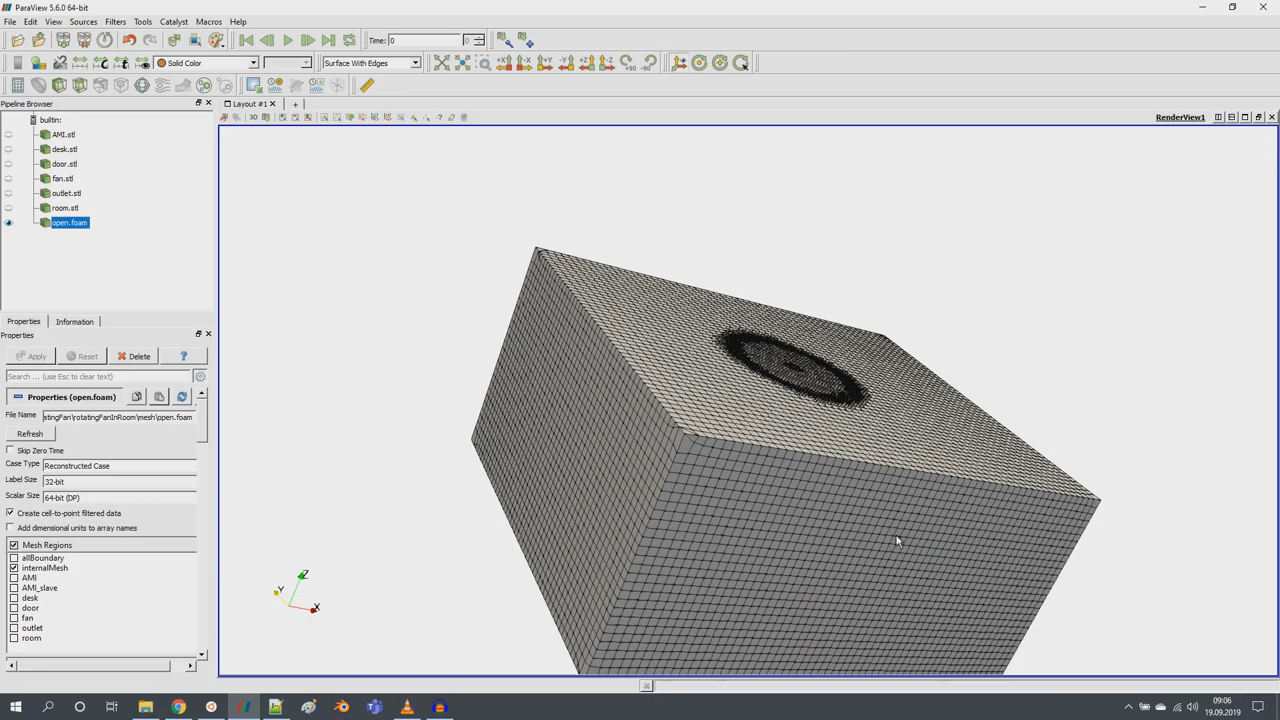 ParaView 5.6.0 64-bit
File Edit View Sources Filters Tools Catalyst Macros Help
Time: 0 0
Solid Color Surface With Edges +X -X +Y -Y +Z -Z +90 -90
Pipeline Browser
Layout #1
3D
RenderView1
builtin:
AMI.stl
desk.stl
door.stl
fan.stl
outlet.stl
room.stl
open.foam
Properties Information
Properties
Apply Reset Delete ?
Search ... (use Esc to clear text)
Properties (open.foam)
File Name atingFan\rotatingFanInRoom\mesh\open.foam
Refresh
Skip Zero Time
Case Type Reconstructed Case
Label Size 32-bit
Scalar Size 64-bit (DP)
Create cell-to-point filtered data
Add dimensional units to array names
Mesh Regions
allBoundary
internalMesh
AMI
AMI_slave
desk
door
fan
outlet
room
Z
Y
X
09:06
19.09.2019